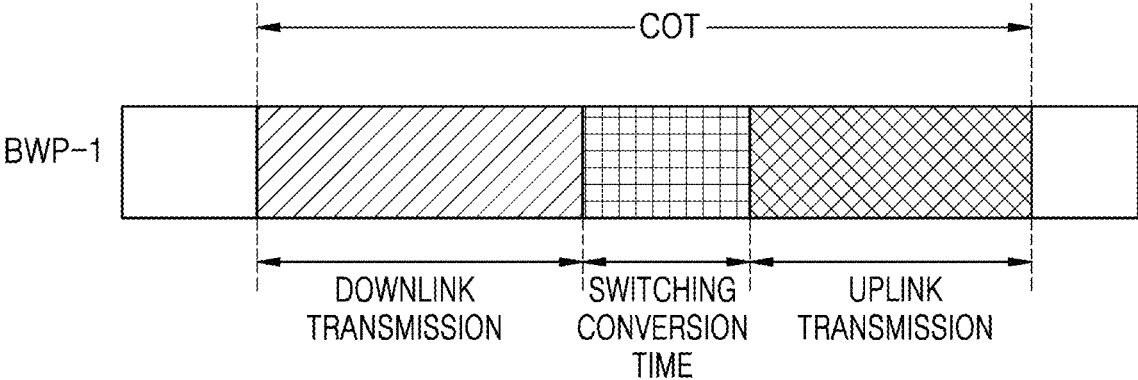 COT
BWP-1
DOWNLINK
TRANSMISSION
SWITCHING
CONVERSION
TIME
UPLINK
TRANSMISSION